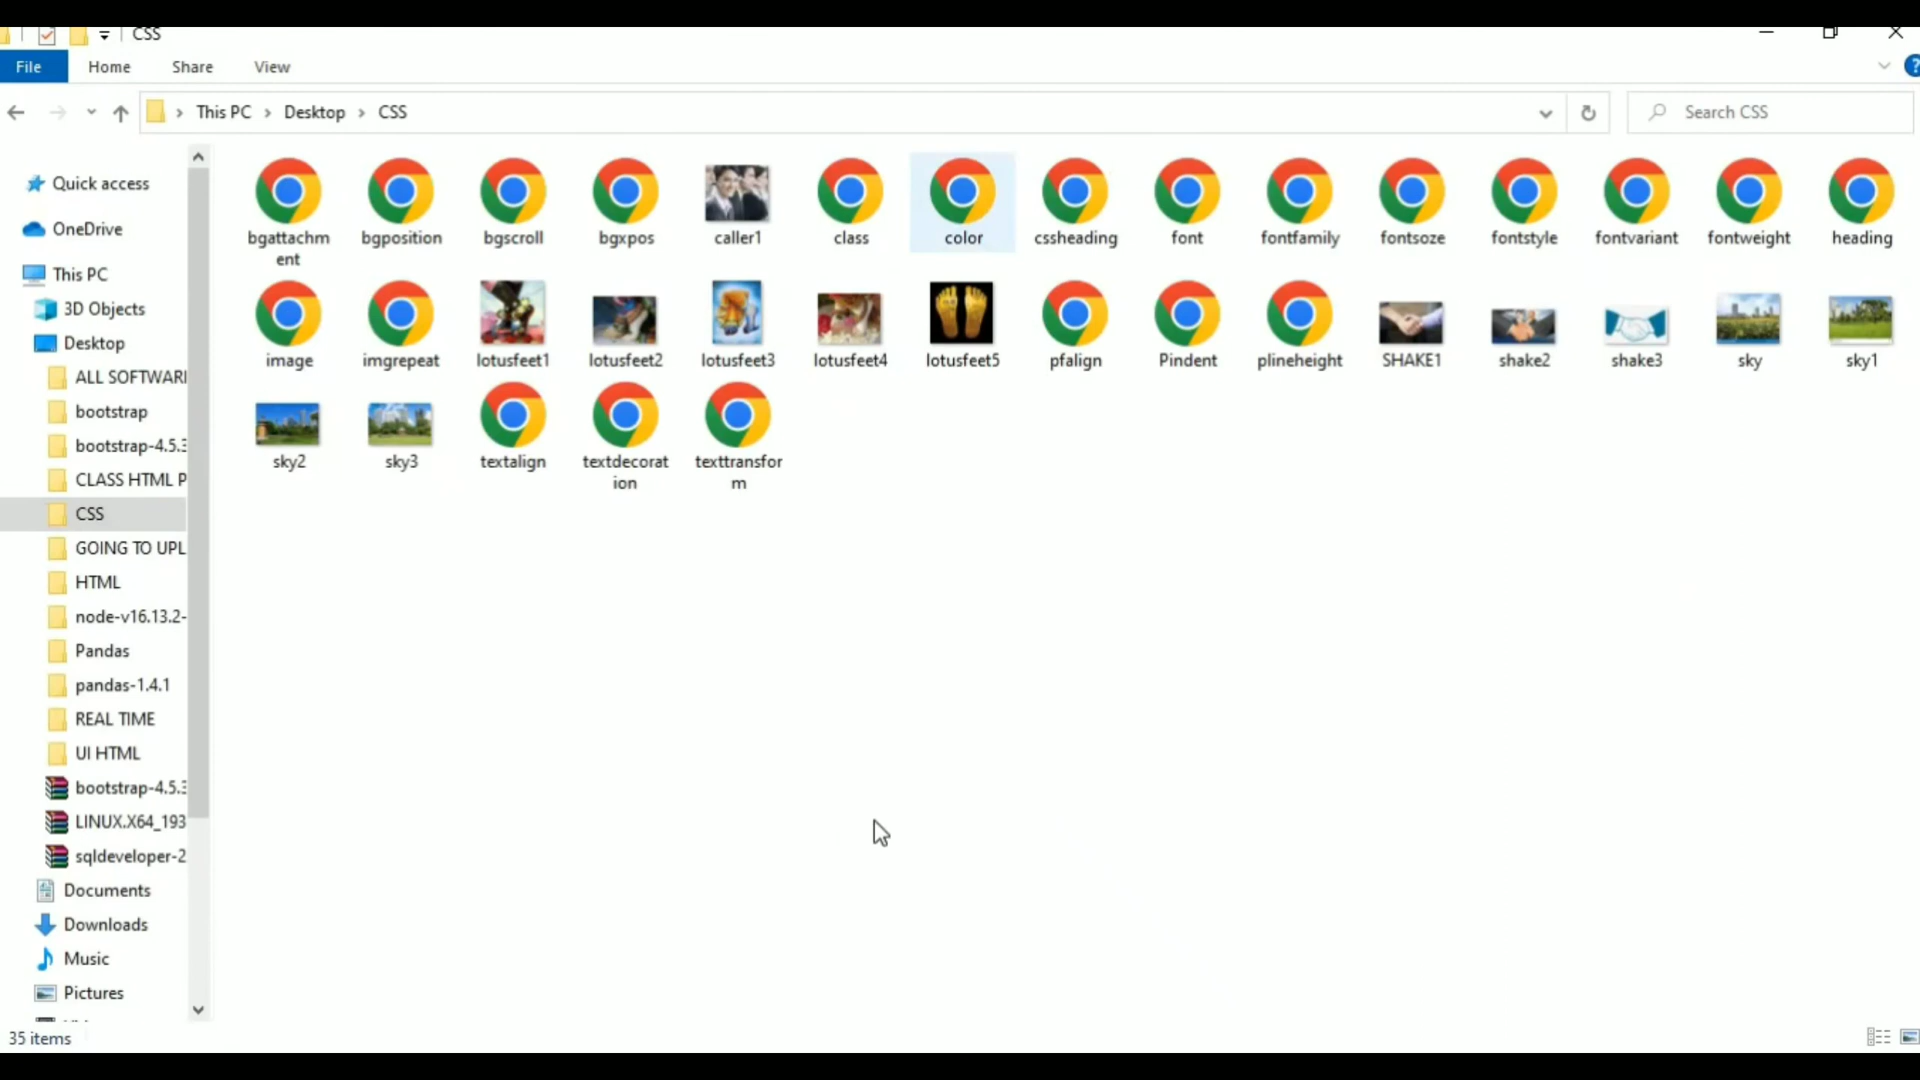 CSS
File Home Share View ?
This PC Desktop CSS Search CSS
Quick access
OneDrive
This PC
3D Objects
Desktop
ALL SOFTWARI
bootstrap
bootstrap-4.5.3
CLASS HTML P
CSS
GOING TO UPL
HTML
node-v16.13.2-
Pandas
pandas-1.4.1
REAL TIME
UI HTML
bootstrap-4.5.3
LINUX.X64_193
sqldeveloper-2
Documents
Downloads
Music
Pictures
bgattachm bgposition bgscroll bgxpos caller1 class color cssheading font fontfamily fontsoze fontstyle fontvariant fontweight heading
ent
image imgrepeat lotusfeet1 lotusfeet2 lotusfeet3 lotusfeet4 lotusfeet5 pfalign Pindent plineheight SHAKE1 shake2 shake3 sky sky1
sky2 sky3 textalign textdecorat texttransfor
ion m
35 items